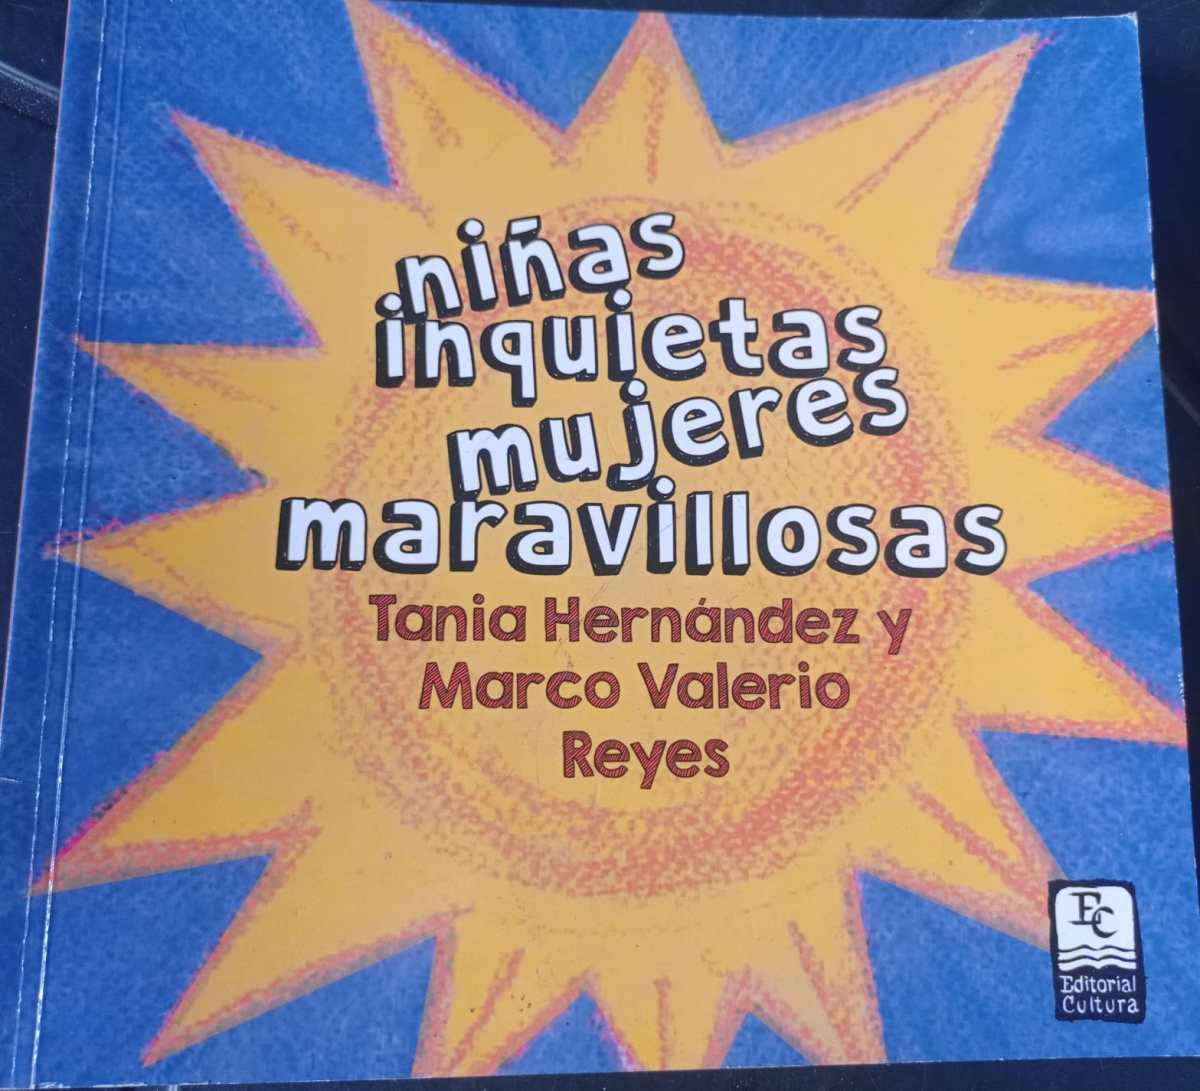 niñas
inquietas
mujeres
maravillosas
Tania Hernández y
Marco Valerio
Reyes
EC
Editorial
Cultura